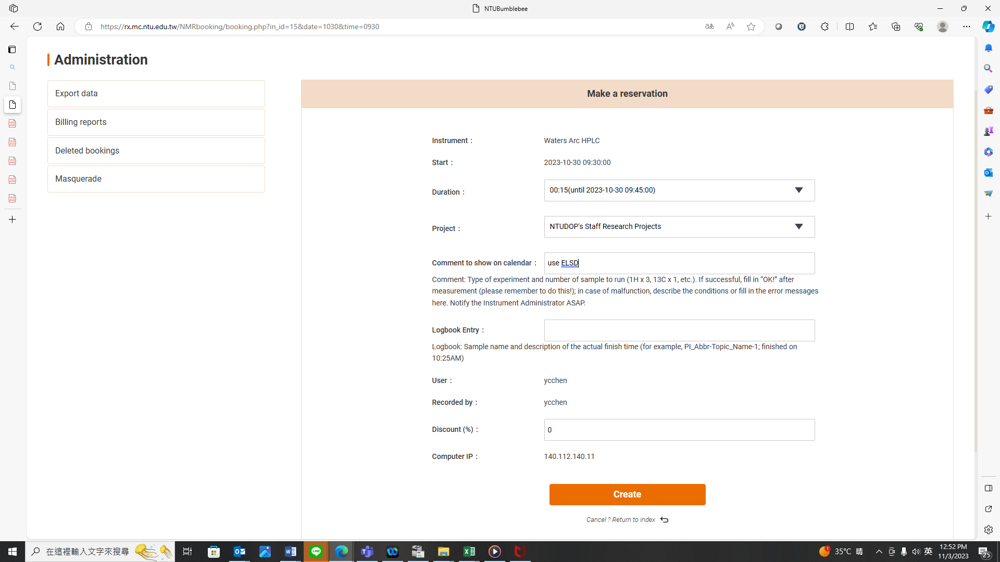 NTUBumblebee
https://rx.mc.ntu.edu.tw/NMRbooking/booking.php?in_id=15&date=1030&time=0930
Administration
Export data
Billing reports
Deleted bookings
Masquerade
Make a reservation
Instrument： Waters Arc HPLC
Start： 2023-10-30 09:30:00
Duration： 00:15(until 2023-10-30 09:45:00)
Project： NTUDOP's Staff Research Projects
Comment to show on calendar： use ELSD
Comment: Type of experiment and number of sample to run (1H x 3, 13C x 1, etc.). If successful, fill in “OK!” after
measurement (please remember to do this!); in case of malfunction, describe the conditions or fill in the error messages
here. Notify the Instrument Administrator ASAP.
Logbook Entry：
Logbook: Sample name and description of the actual finish time (for example, PI_Abbr-Topic_Name-1; finished on
10:25AM)
User： ycchen
Recorded by： ycchen
Discount (%)： 0
Computer IP： 140.112.140.11
Create
Cancel ? Return to index
在這裡輸入文字來搜尋
1
35°C 晴
英
12:52 PM
11/3/2023
25